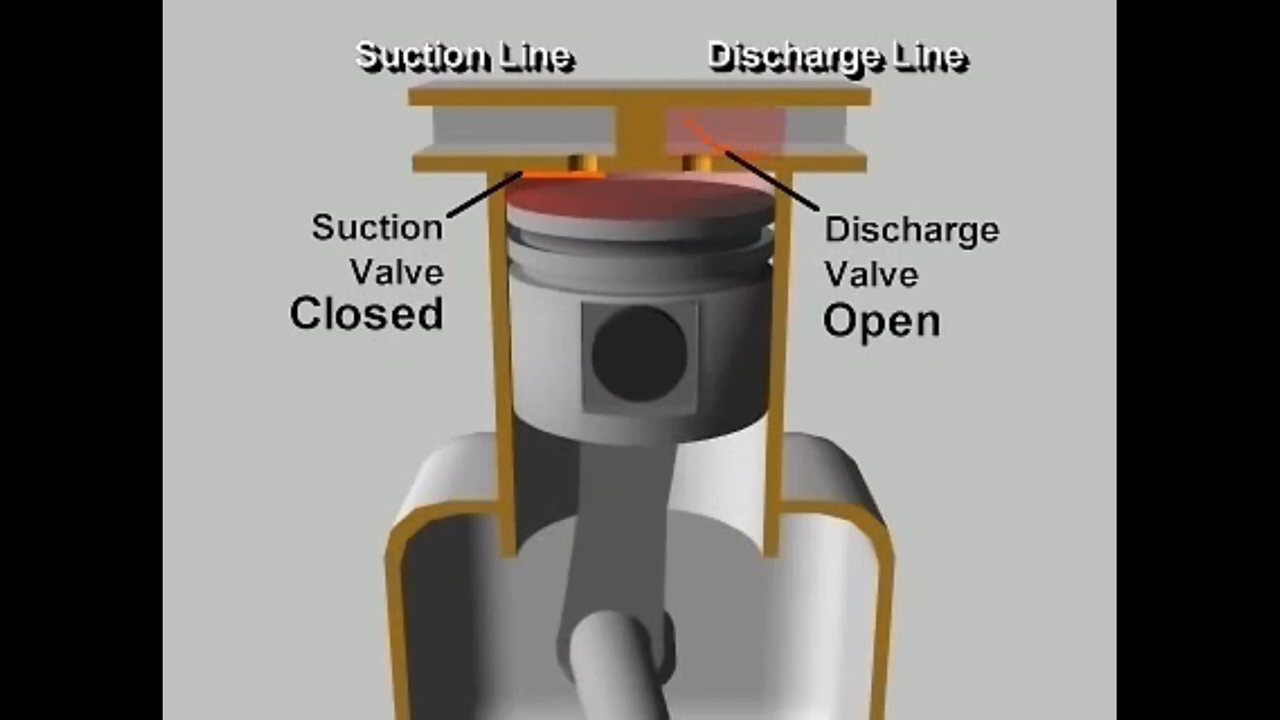 Suction Line
Discharge Line
Suction
Valve
Closed
Discharge
Valve
Open